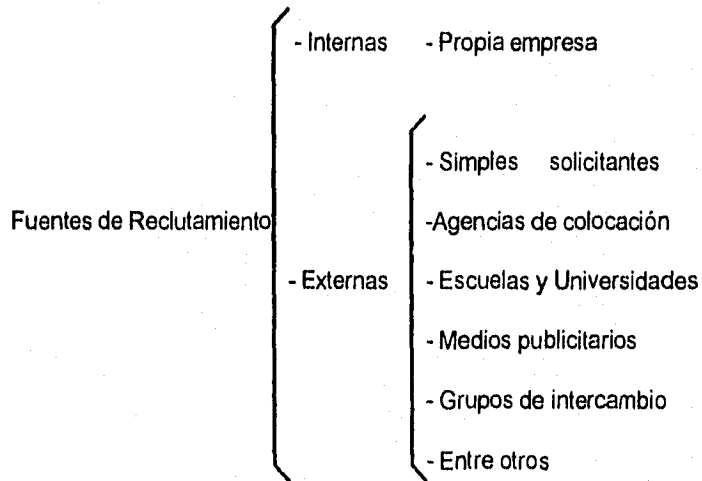 - Internas - Propia empresa
- Simples solicitantes
Fuentes de Reclutamiento -Agencias de colocación
- Externas - Escuelas y Universidades
- Medios publicitarios
- Grupos de intercambio
- Entre otros